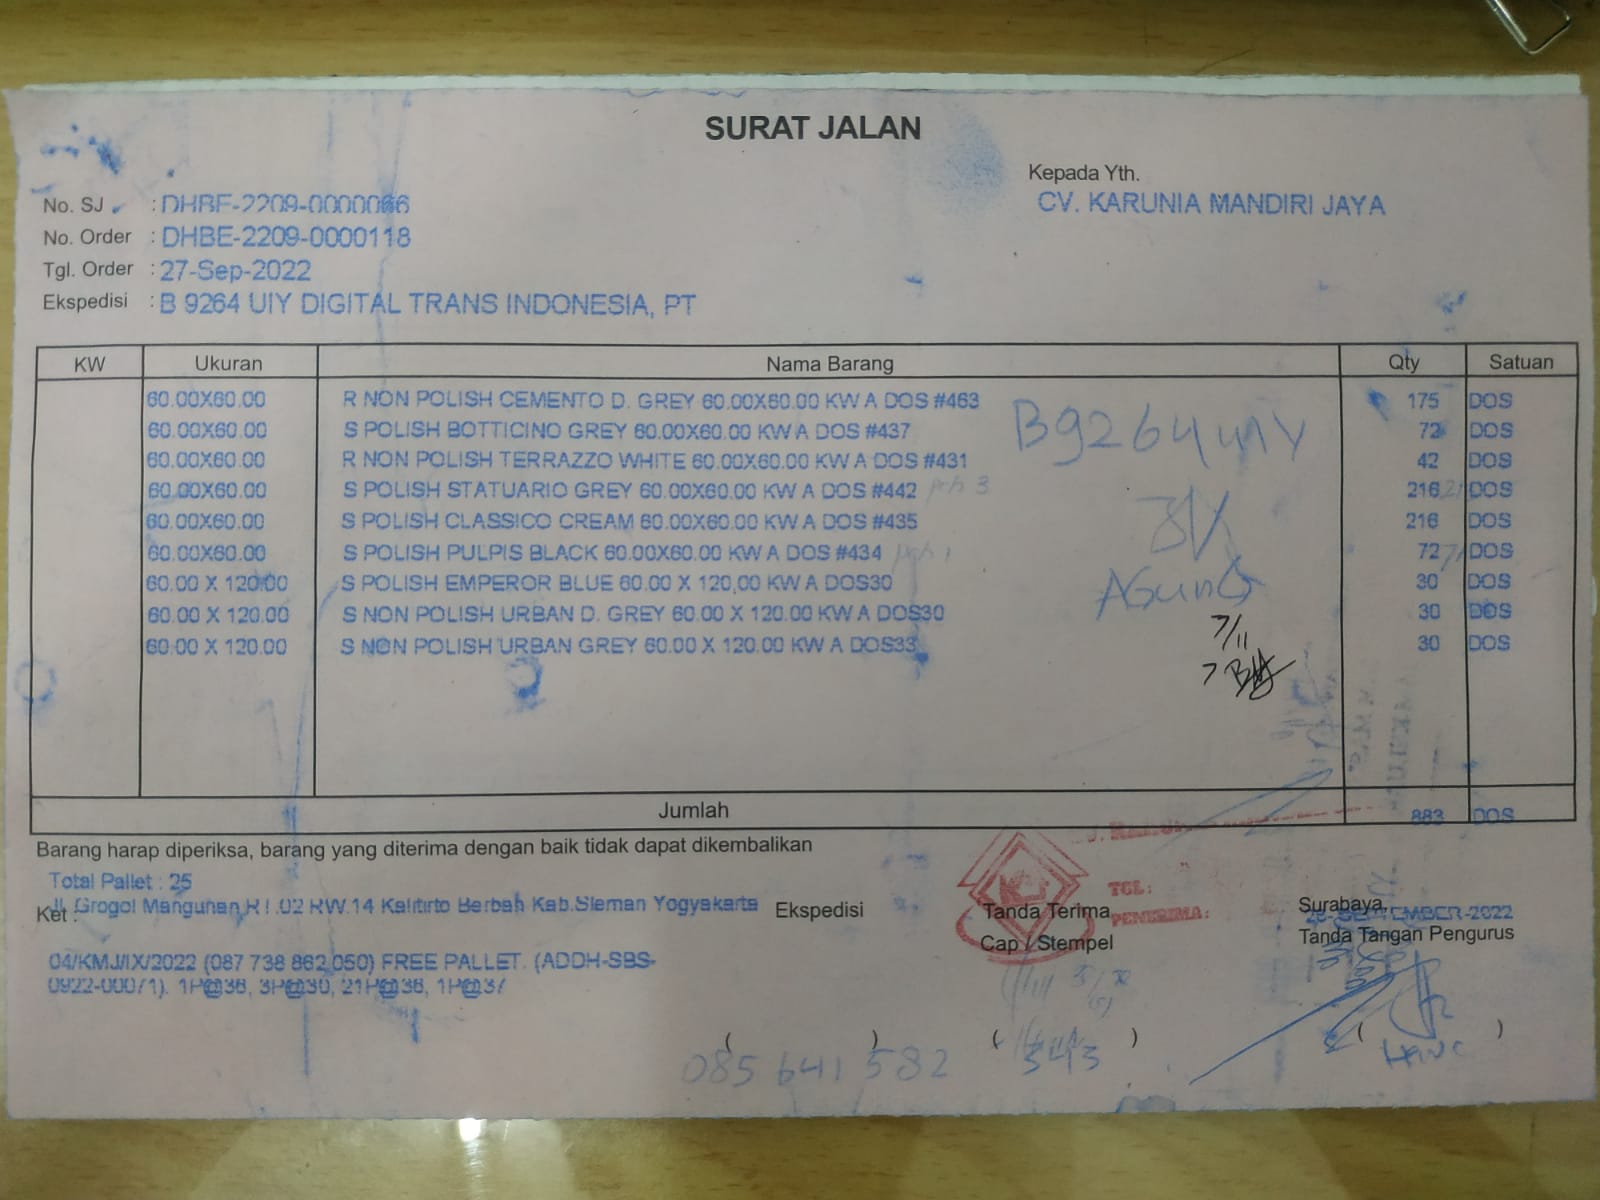 SURAT JALAN
Kepada Yth.
CV. KARUNIA MANDIRI JAYA
No. SJ : DHBE-2209-0000066
No. Order : DHBE-2209-0000118
Tgl. Order : 27-Sep-2022
Ekspedisi : B 9264 UIY DIGITAL TRANS INDONESIA, PT
KW Ukuran Nama Barang Qty Satuan
60.00X60.00 R NON POLISH CEMENTO D. GREY 60.00X60.00 KW A DOS #463 175 DOS
60.00X60.00 S POLISH BOTTICINO GREY 60.00X60.00 KW A DOS #437 72 DOS
60.00X60.00 R NON POLISH TERRAZZO WHITE 60.00X60.00 KW A DOS #431 42 DOS
60.00X60.00 S POLISH STATUARIO GREY 60.00X60.00 KW A DOS #442 216 DOS
60.00X60.00 S POLISH CLASSICO CREAM 60.00X60.00 KW A DOS #435 216 DOS
60.00X60.00 S POLISH PULPIS BLACK 60.00X60.00 KW A DOS #434 72 DOS
60.00 X 120.00 S POLISH EMPEROR BLUE 60.00 X 120,00 KW A DOS30 30 DOS
60.00 X 120.00 S NON POLISH URBAN D. GREY 60.00 X 120.00 KW A DOS30 30 DOS
60.00 X 120.00 S NON POLISH URBAN GREY 60.00 X 120.00 KW A DOS33 30 DOS
B9264 UIY
AGUNG
7/11
Jumlah 883 DOS
Barang harap diperiksa, barang yang diterima dengan baik tidak dapat dikembalikan
Total Pallet : 25
Ket : Jl. Grogol Mangunan RT.02 RW.14 Kalitirto Berbah Kab.Sleman Yogyakarta
04/KMJ/IX/2022 (087 738 862 050) FREE PALLET. (ADDH-SBS-
0922-00071). 1P@36, 3P@30, 21P@36, 1P@37
Ekspedisi
TGL:
PENERIMA:
Tanda Terima
Cap / Stempel
Surabaya,
28-SEPTEMBER-2022
Tanda Tangan Pengurus
085 641 582 543